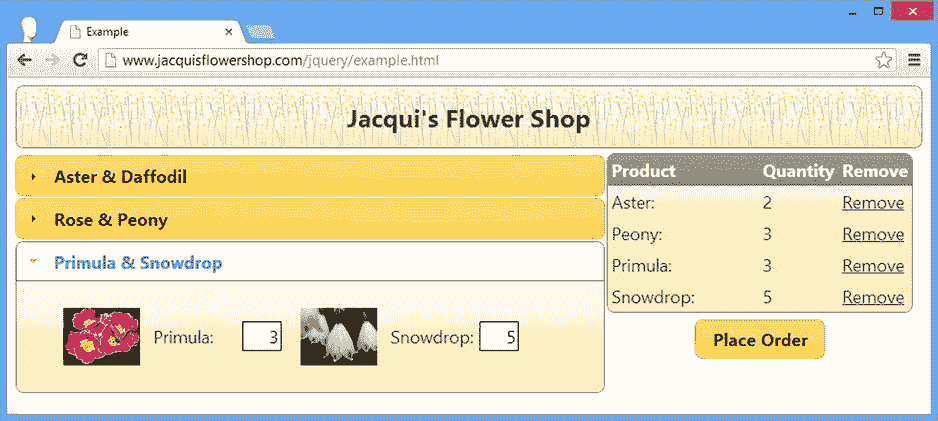 Example
www.jacquisflowershop.com/jquery/example.html
Jacqui's Flower Shop
Aster & Daffodil
Rose & Peony
Primula & Snowdrop
Primula: 3 Snowdrop: 5
Product Quantity Remove
Aster: 2 Remove
Peony: 3 Remove
Primula: 3 Remove
Snowdrop: 5 Remove
Place Order